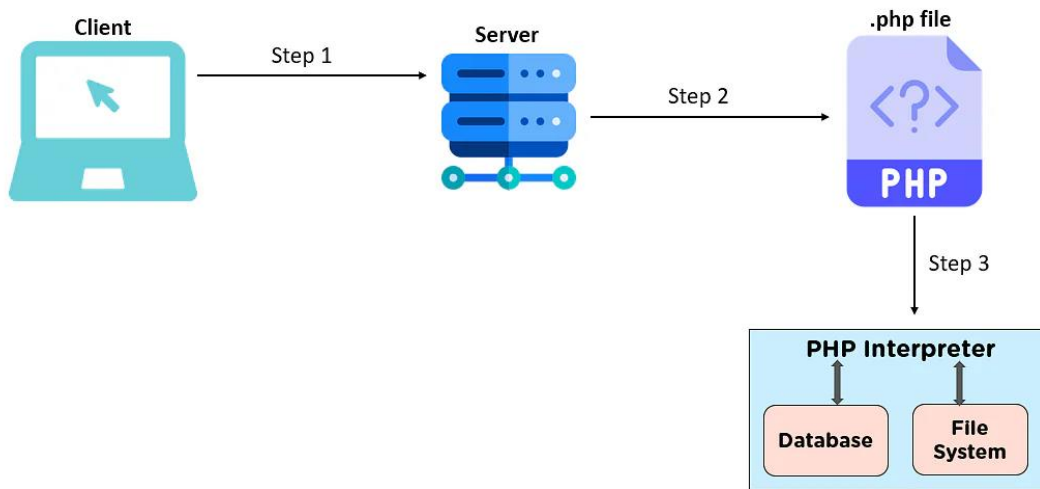 Client
Step 1
Server
Step 2
.php file
<?>
PHP
Step 3
PHP Interpreter
Database
File
System